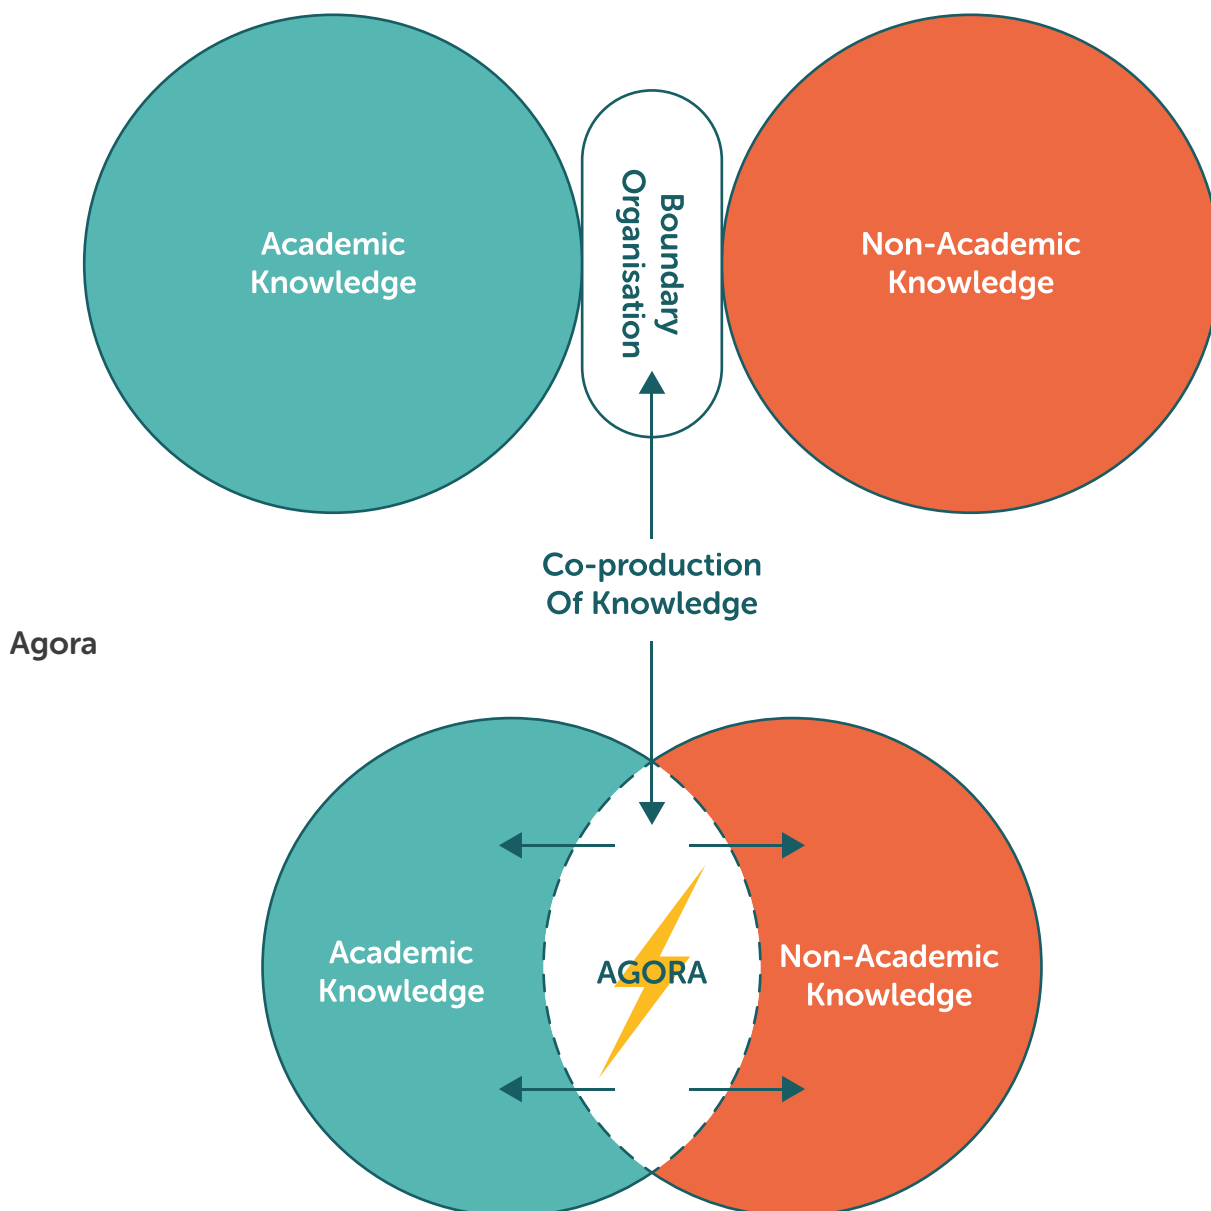 Academic
Knowledge
Boundary
Organisation
Non-Academic
Knowledge
Co-production
Of Knowledge
Agora
Academic
Knowledge
AGORA
Non-Academic
Knowledge